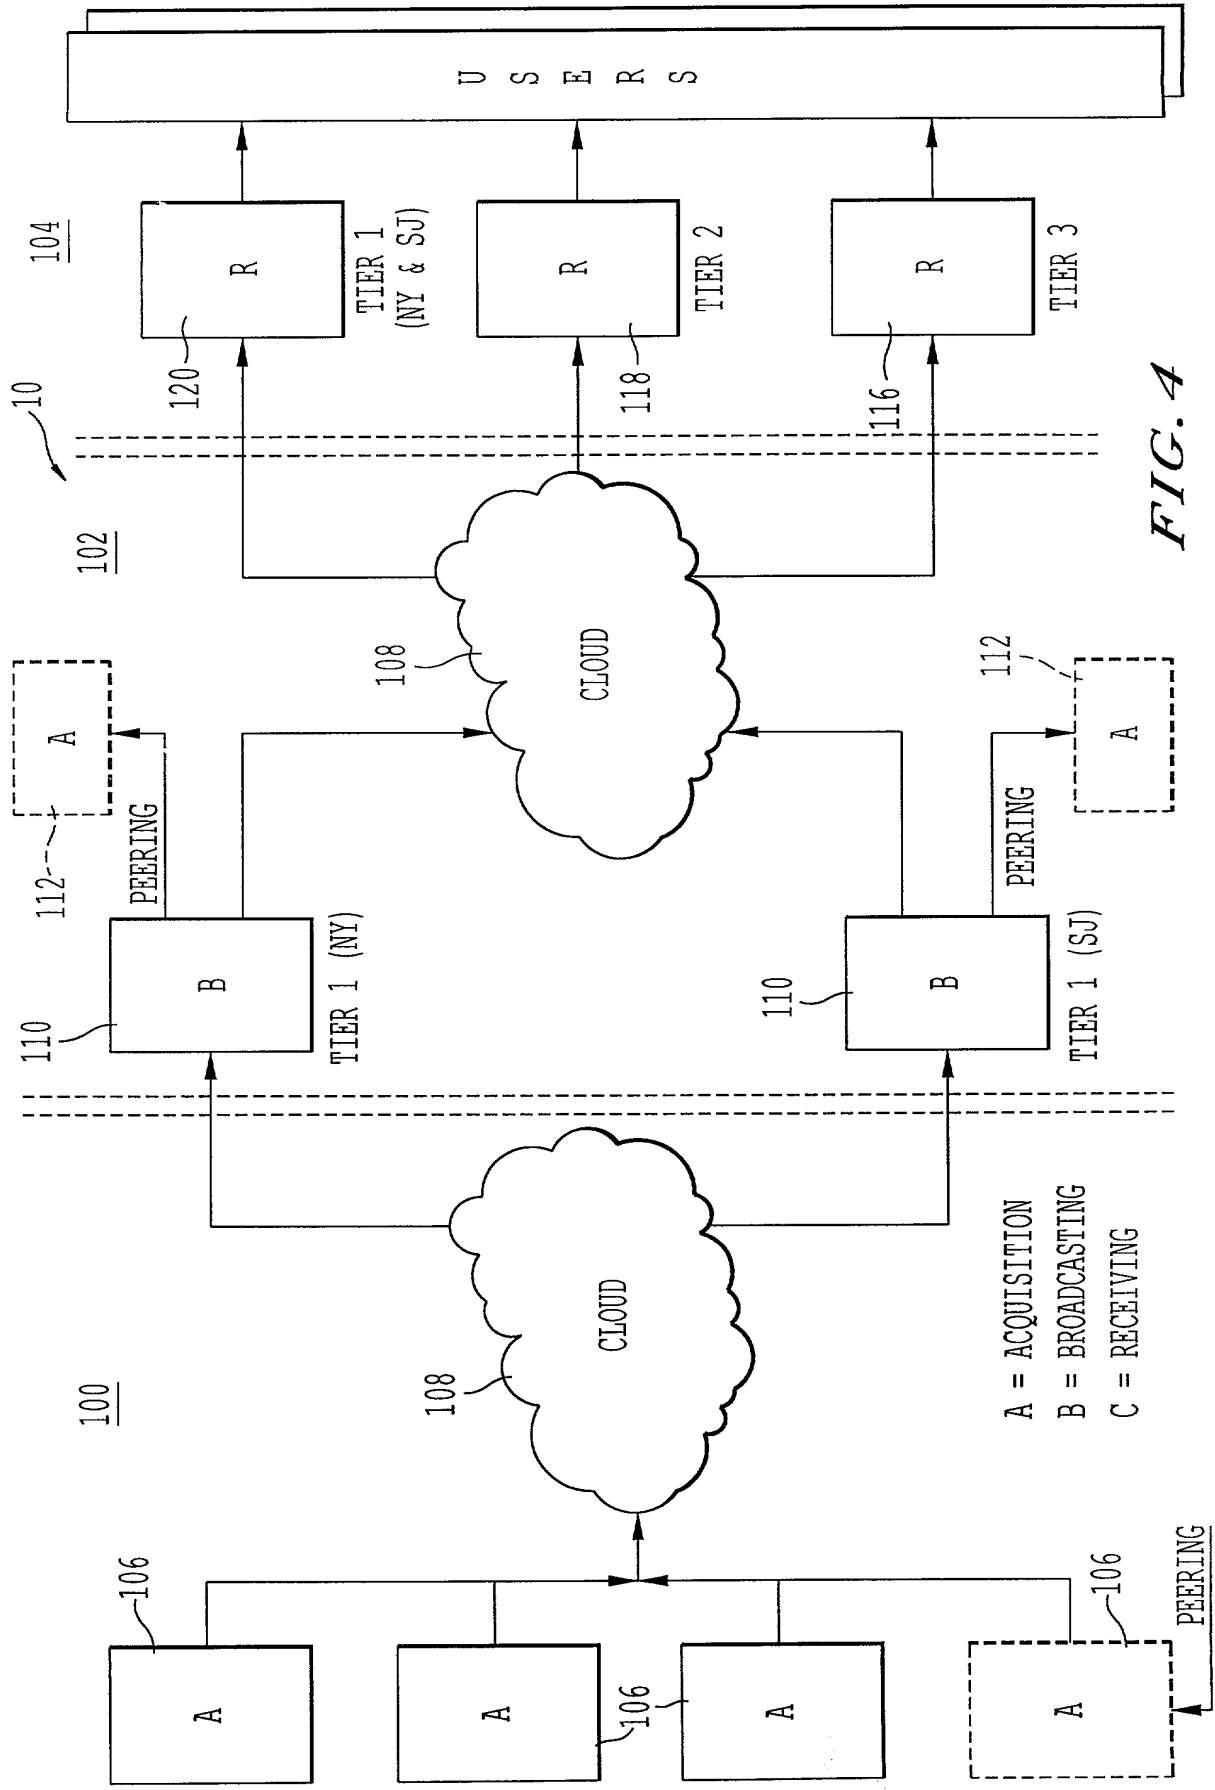 10
100
102
104
A
106
A
106
A
A
106
PEERING
108
CLOUD
A = ACQUISITION
B = BROADCASTING
C = RECEIVING
110
B
TIER 1 (NY)
PEERING
112
A
110
B
TIER 1 (SJ)
PEERING
112
A
108
CLOUD
120
R
TIER 1
(NY & SJ)
118
R
TIER 2
116
R
TIER 3
USERS
FIG. 4